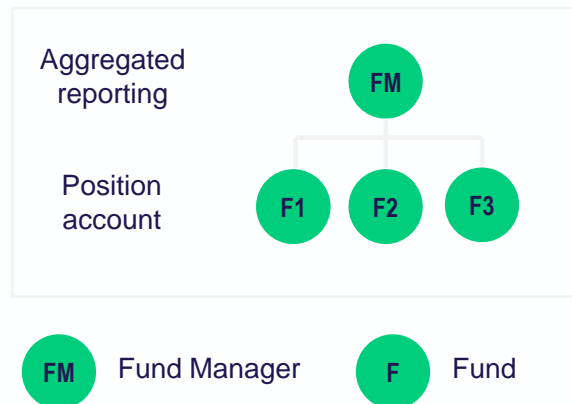 Aggregated
reporting
FM
Position
account
F1 F2 F3
FM Fund Manager F Fund